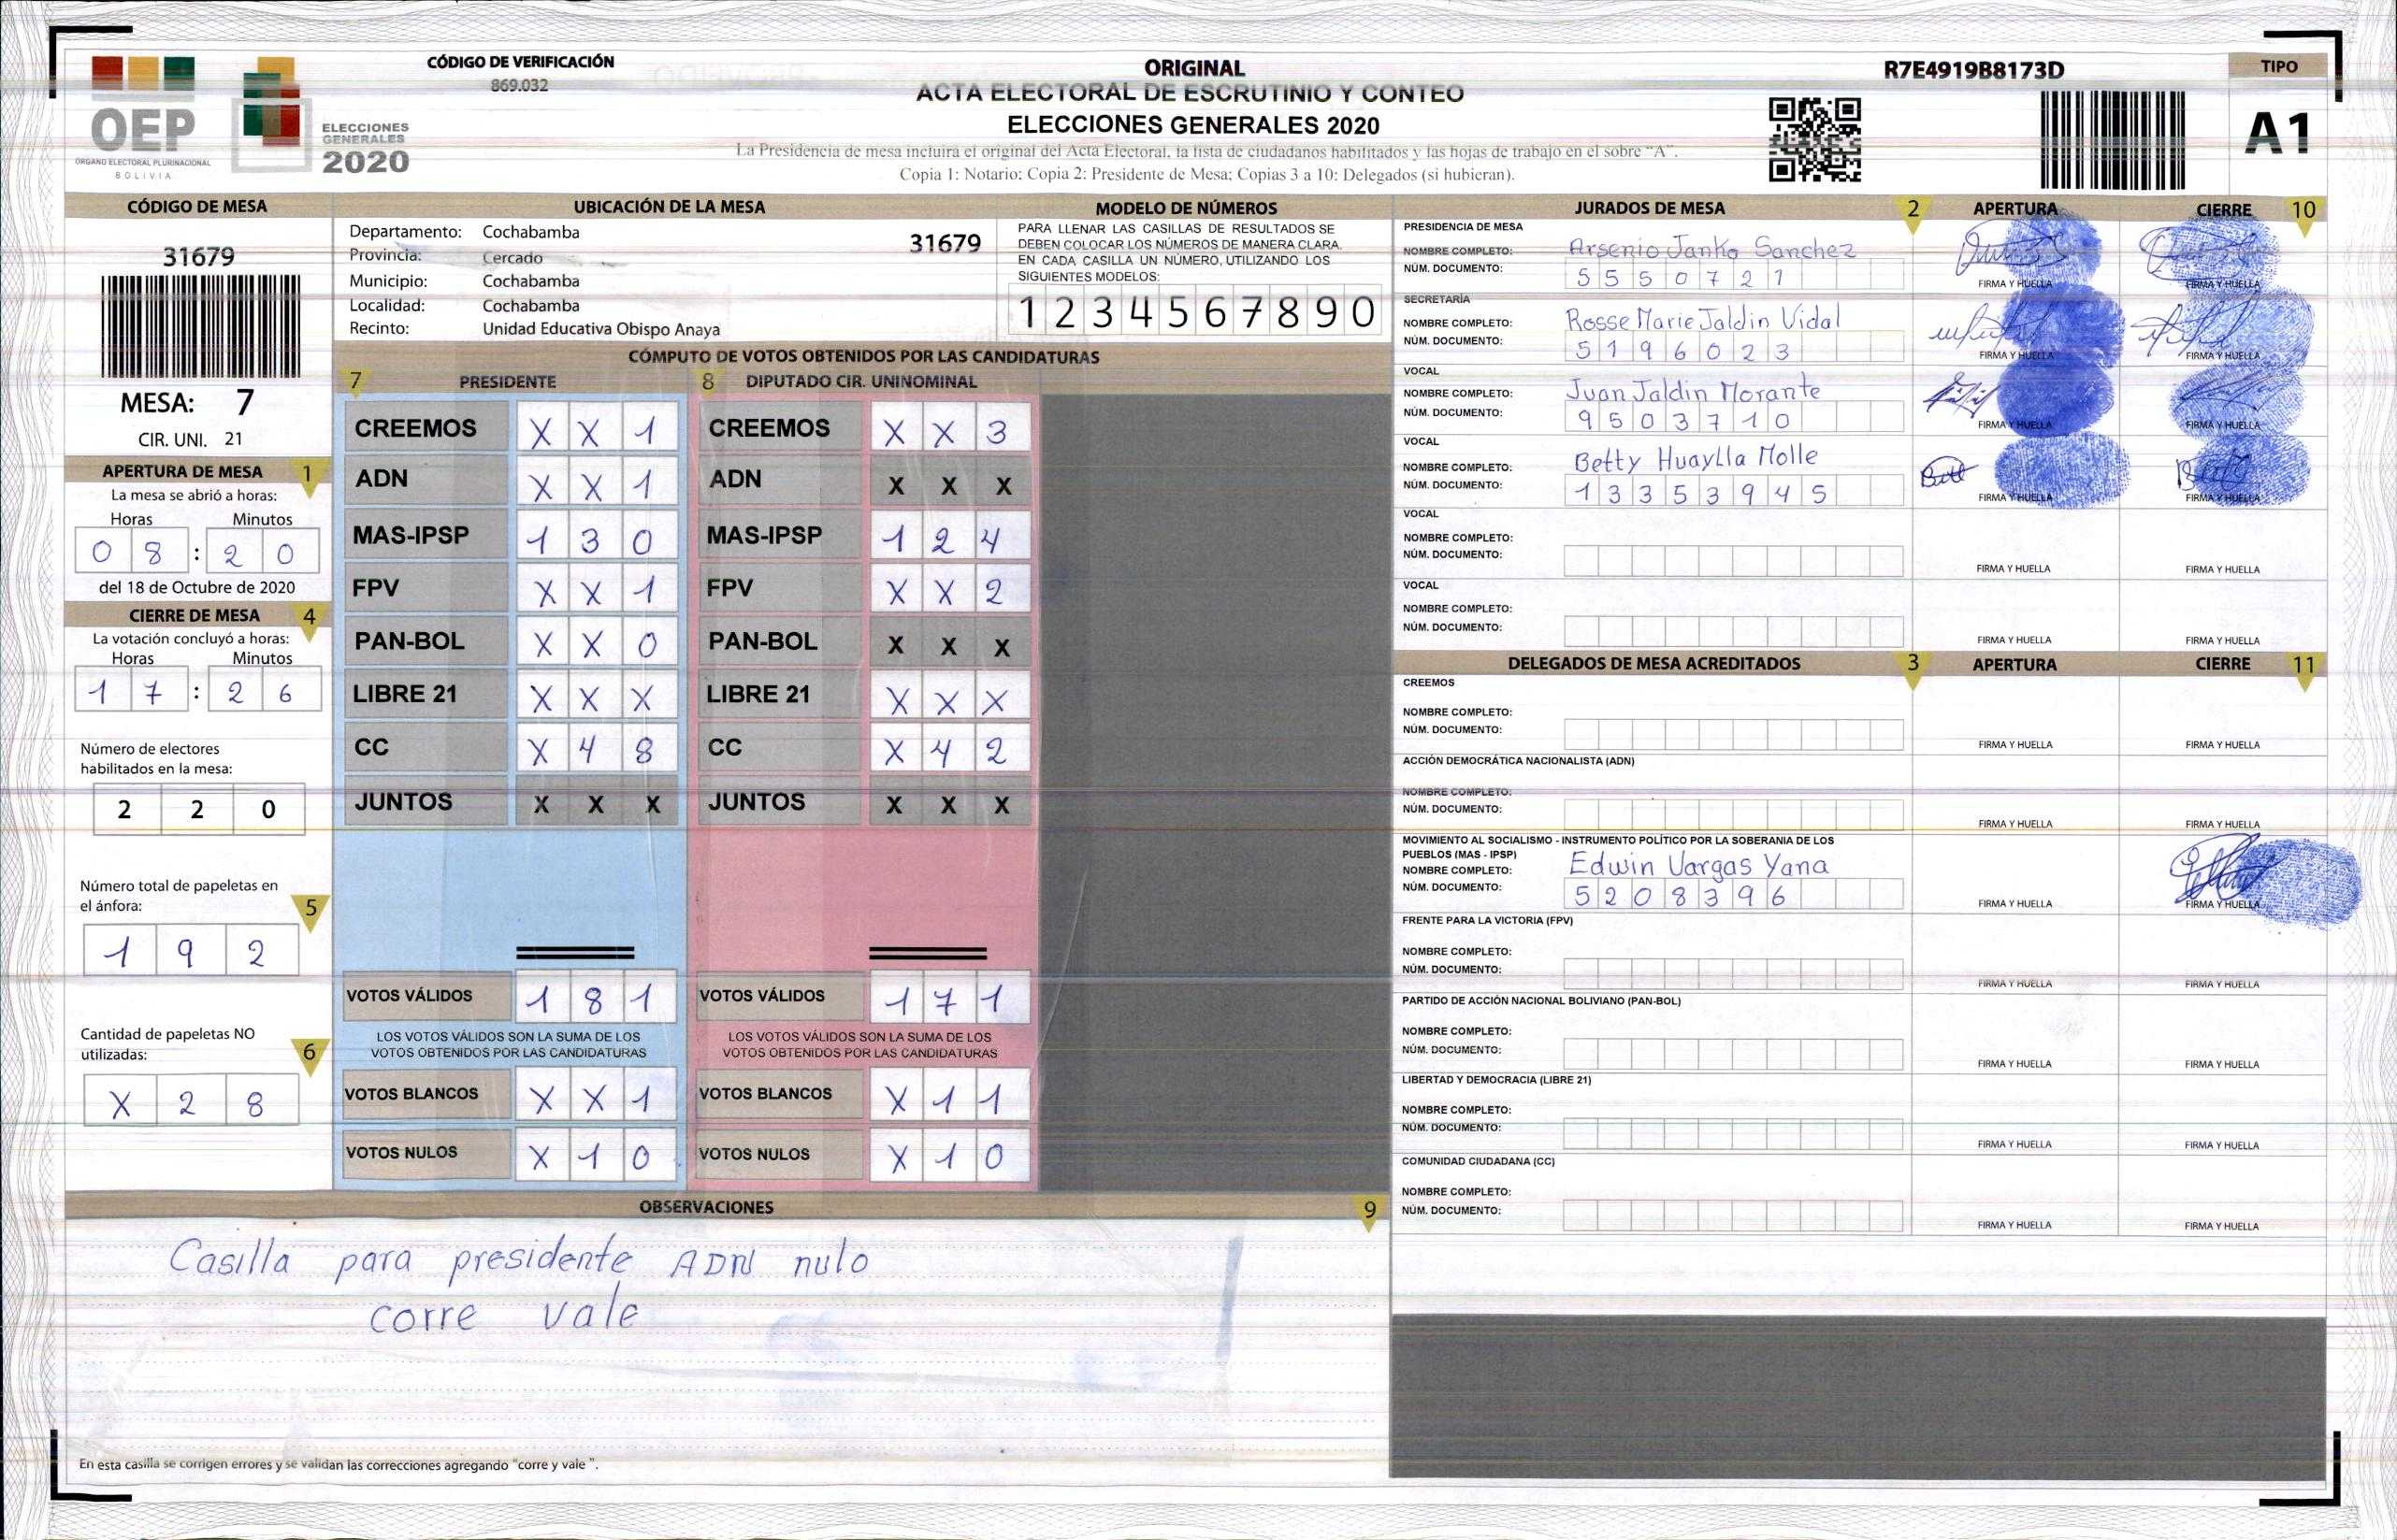 OEP
ÓRGANO ELECTORAL PLURINACIONAL
BOLIVIA
ELECCIONES
GENERALES
2020
CÓDIGO DE VERIFICACIÓN
869.032
ORIGINAL
ACTA ELECTORAL DE ESCRUTINIO Y CONTEO
ELECCIONES GENERALES 2020
La Presidencia de mesa incluira el original del Acta Electoral, la lista de ciudadanos habilitados y las hojas de trabajo en el sobre "A".
Copia 1: Notario; Copia 2: Presidente de Mesa; Copias 3 a 10: Delegados (si hubieran).
R7E4919B8173D
TIPO
A1
CÓDIGO DE MESA
31679
MESA: 7
CIR. UNI. 21
APERTURA DE MESA 1
La mesa se abrió a horas:
Horas Minutos
0 8 : 2 0
del 18 de Octubre de 2020
CIERRE DE MESA 4
La votación concluyó a horas:
Horas Minutos
1 7 : 2 6
Número de electores
habilitados en la mesa:
2 2 0
Número total de papeletas en
el ánfora:
5
1 9 2
Cantidad de papeletas NO
utilizadas:
6
X 2 8
UBICACIÓN DE LA MESA
Departamento: Cochabamba
31679
Provincia: Cercado
Municipio: Cochabamba
Localidad: Cochabamba
Recinto: Unidad Educativa Obispo Anaya
MODELO DE NÚMEROS
PARA LLENAR LAS CASILLAS DE RESULTADOS SE
DEBEN COLOCAR LOS NÚMEROS DE MANERA CLARA.
EN CADA CASILLA UN NÚMERO, UTILIZANDO LOS
SIGUIENTES MODELOS:
1 2 3 4 5 6 7 8 9 0
CÓMPUTO DE VOTOS OBTENIDOS POR LAS CANDIDATURAS
7 PRESIDENTE 8 DIPUTADO CIR. UNINOMINAL
CREEMOS X X 1 CREEMOS X X 3
ADN X X 1 ADN X X X
MAS-IPSP 1 3 0 MAS-IPSP 1 2 4
FPV X X 1 FPV X X 2
PAN-BOL X X 0 PAN-BOL X X X
LIBRE 21 X X X LIBRE 21 X X X
CC X 4 8 CC X 4 2
JUNTOS X X X JUNTOS X X X
VOTOS VÁLIDOS 1 8 1 VOTOS VÁLIDOS 1 7 1
LOS VOTOS VÁLIDOS SON LA SUMA DE LOS LOS VOTOS VÁLIDOS SON LA SUMA DE LOS
VOTOS OBTENIDOS POR LAS CANDIDATURAS VOTOS OBTENIDOS POR LAS CANDIDATURAS
VOTOS BLANCOS X X 1 VOTOS BLANCOS X 1 1
VOTOS NULOS X 1 0 VOTOS NULOS X 1 0
OBSERVACIONES 9
Casilla para presidente ADN nulo
corre vale
En esta casilla se corrigen errores y se validan las correcciones agregando "corre y vale ".
JURADOS DE MESA 2 APERTURA CIERRE 10
PRESIDENCIA DE MESA
NOMBRE COMPLETO: Arsenio Janko Sanchez
NÚM. DOCUMENTO: 5 5 5 0 7 2 1
FIRMA Y HUELLA FIRMA Y HUELLA
SECRETARÍA
NOMBRE COMPLETO: Rosse Marie Jaldin Vidal
NÚM. DOCUMENTO: 5 1 9 6 0 2 3
FIRMA Y HUELLA FIRMA Y HUELLA
VOCAL
NOMBRE COMPLETO: Juan Jaldin Morante
NÚM. DOCUMENTO: 9 5 0 3 7 1 0
FIRMA Y HUELLA FIRMA Y HUELLA
VOCAL
NOMBRE COMPLETO: Betty Huaylla Molle
NÚM. DOCUMENTO: 1 3 3 5 3 9 4 5
FIRMA Y HUELLA FIRMA Y HUELLA
VOCAL
NOMBRE COMPLETO:
NÚM. DOCUMENTO:
FIRMA Y HUELLA FIRMA Y HUELLA
VOCAL
NOMBRE COMPLETO:
NÚM. DOCUMENTO:
FIRMA Y HUELLA FIRMA Y HUELLA
DELEGADOS DE MESA ACREDITADOS 3 APERTURA CIERRE 11
CREEMOS
NOMBRE COMPLETO:
NÚM. DOCUMENTO:
FIRMA Y HUELLA FIRMA Y HUELLA
ACCIÓN DEMOCRÁTICA NACIONALISTA (ADN)
NOMBRE COMPLETO:
NÚM. DOCUMENTO:
FIRMA Y HUELLA FIRMA Y HUELLA
MOVIMIENTO AL SOCIALISMO - INSTRUMENTO POLÍTICO POR LA SOBERANIA DE LOS
PUEBLOS (MAS - IPSP)
NOMBRE COMPLETO: Edwin Vargas Yana
NÚM. DOCUMENTO: 5 2 0 8 3 9 6
FIRMA Y HUELLA FIRMA Y HUELLA
FRENTE PARA LA VICTORIA (FPV)
NOMBRE COMPLETO:
NÚM. DOCUMENTO:
FIRMA Y HUELLA FIRMA Y HUELLA
PARTIDO DE ACCIÓN NACIONAL BOLIVIANO (PAN-BOL)
NOMBRE COMPLETO:
NÚM. DOCUMENTO:
FIRMA Y HUELLA FIRMA Y HUELLA
LIBERTAD Y DEMOCRACIA (LIBRE 21)
NOMBRE COMPLETO:
NÚM. DOCUMENTO:
FIRMA Y HUELLA FIRMA Y HUELLA
COMUNIDAD CIUDADANA (CC)
NOMBRE COMPLETO:
NÚM. DOCUMENTO:
FIRMA Y HUELLA FIRMA Y HUELLA